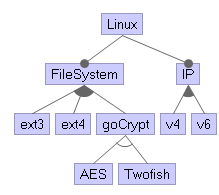 Linux
FileSystem IP
ext3 ext4 goCrypt v4 v6
AES Twofish